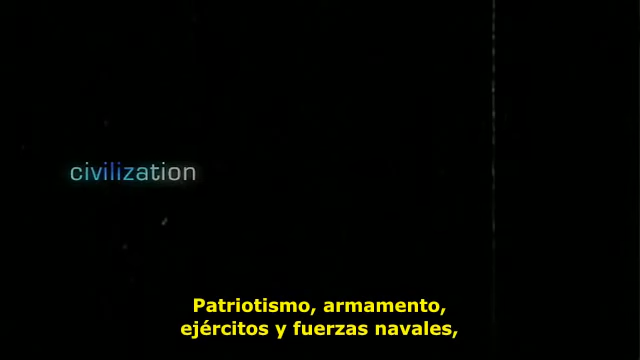 civilization
Patriotismo, armamento,
ejércitos y fuerzas navales,